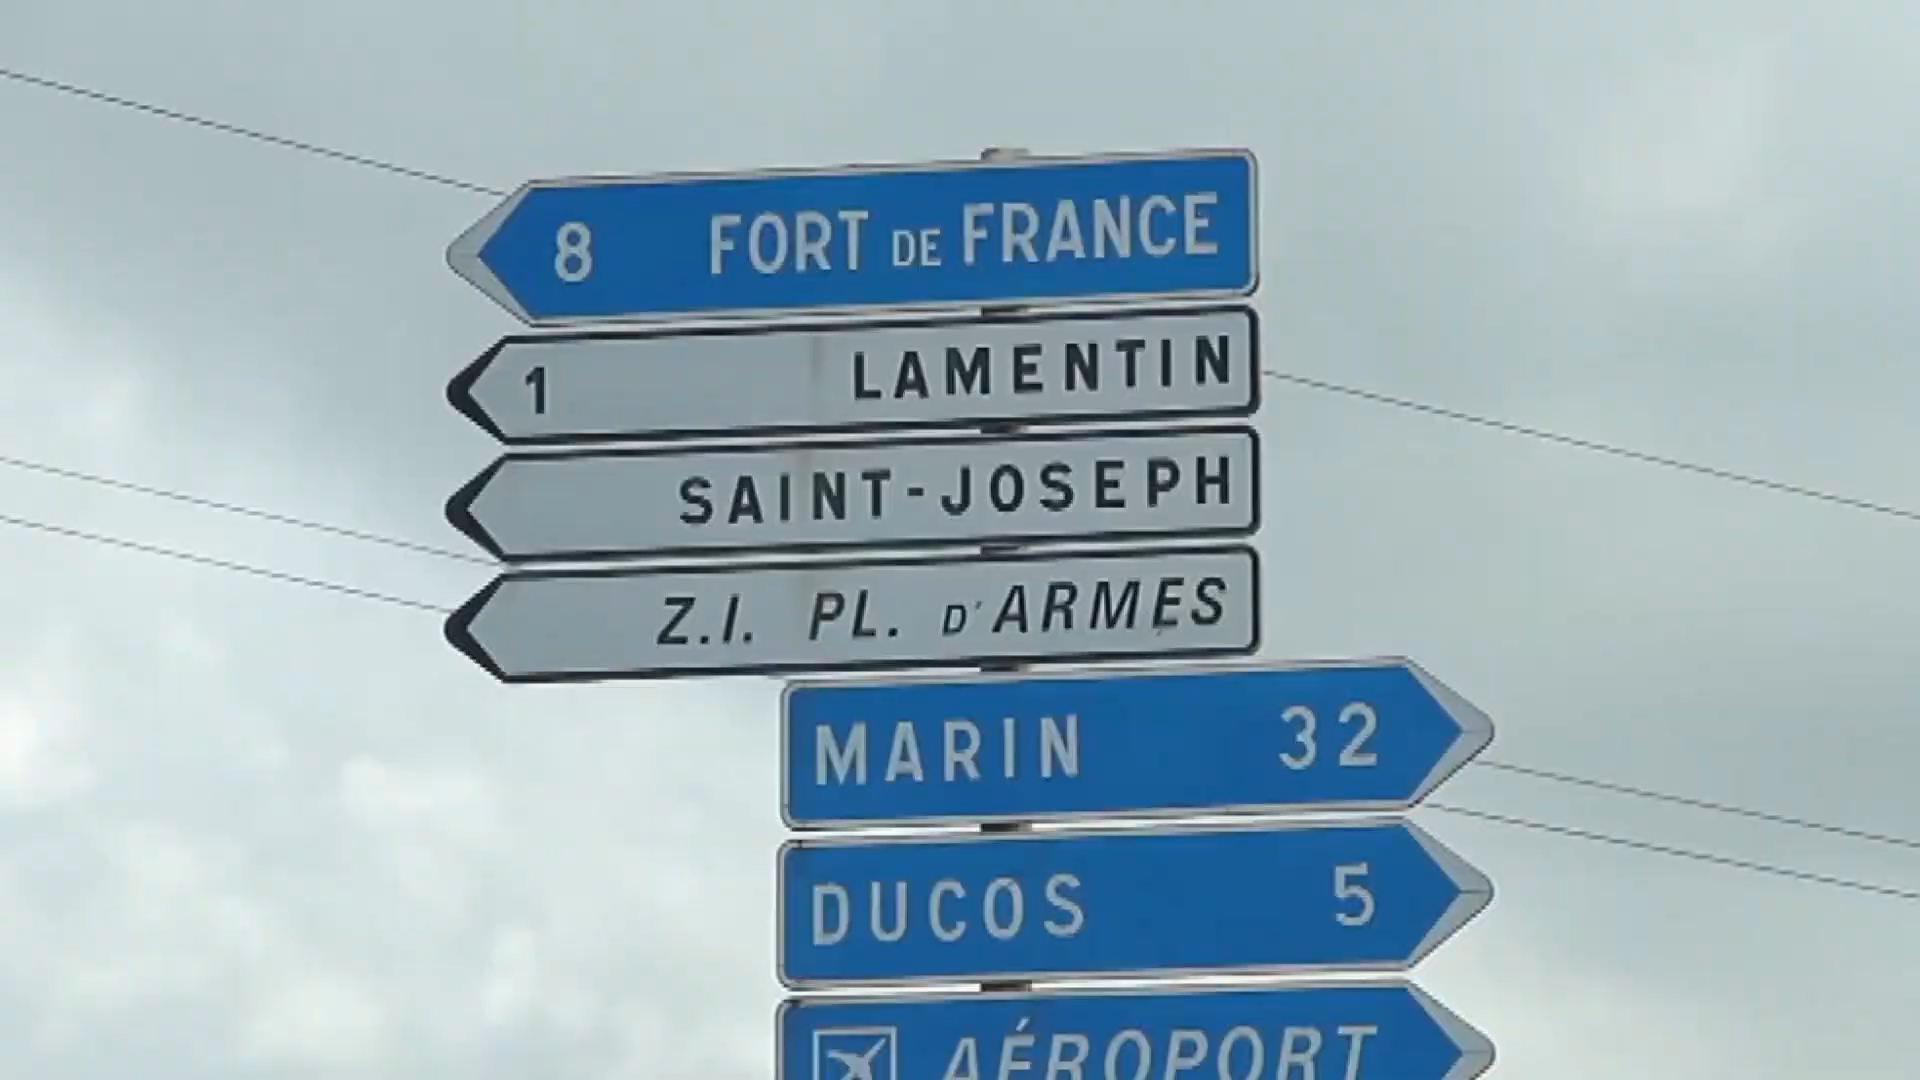 8 FORT DE FRANCE
1 LAMENTIN
SAINT-JOSEPH
Z.I. PL. D'ARMES
MARIN 32
DUCOS 5
AÉROPORT